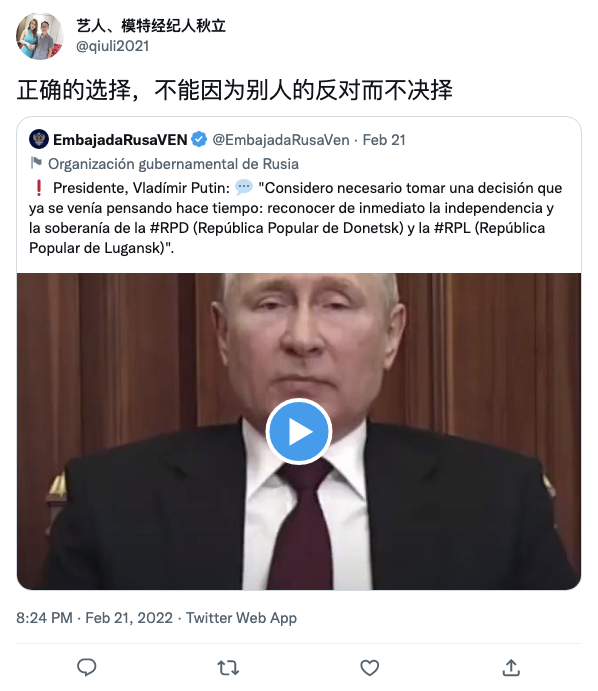 艺人、模特经纪人秋立
@qiuli2021
正确的选择，不能因为别人的反对而不决择
EmbajadaRusaVEN @EmbajadaRusaVen · Feb 21
Organización gubernamental de Rusia
❗ Presidente, Vladímir Putin: 💬 "Considero necesario tomar una decisión que
ya se venía pensando hace tiempo: reconocer de inmediato la independencia y
la soberanía de la #RPD (República Popular de Donetsk) y la #RPL (República
Popular de Lugansk)".
8:24 PM · Feb 21, 2022 · Twitter Web App